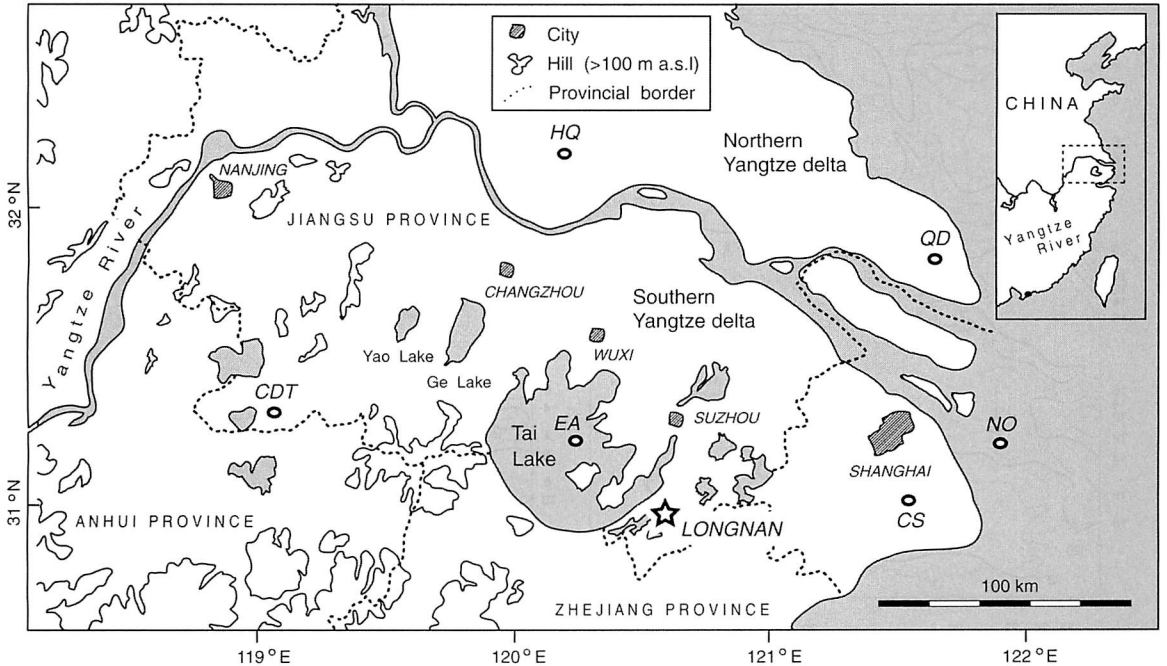 City
Hill (>100 m a.s.l)
Provincial border
CHINA
Yangtze
River
HQ
Northern
Yangtze delta
NANJING
32°N
JIANGSU PROVINCE
QD
Yangtze River
CHANGZHOU
Southern
Yangtze delta
Yao Lake
WUXI
Ge Lake
CDT
EA
Tai
Lake
SUZHOU
NO
SHANGHAI
31°N
ANHUI PROVINCE
LONGNAN
CS
100 km
ZHEJIANG PROVINCE
119°E
120°E
121°E
122°E